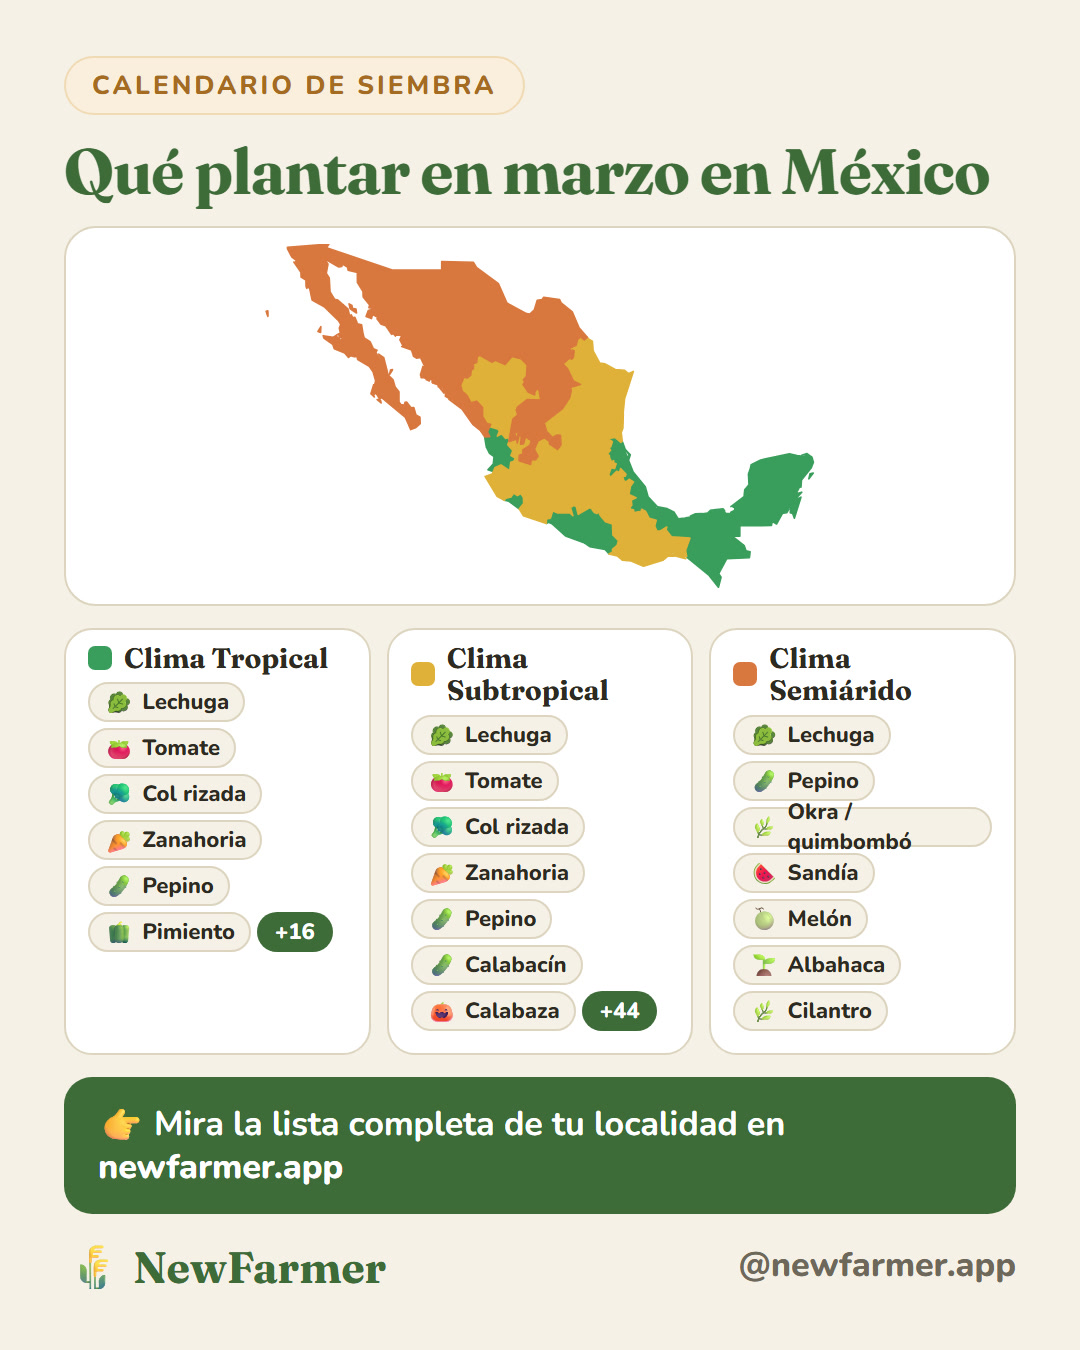 CALENDARIO DE SIEMBRA
Qué plantar en marzo en México
Clima Tropical
Lechuga
Tomate
Col rizada
Zanahoria
Pepino
Pimiento +16
Clima
Subtropical
Lechuga
Tomate
Col rizada
Zanahoria
Pepino
Calabacín
Calabaza +44
Clima
Semiárido
Lechuga
Pepino
Okra /
quimbombó
Sandía
Melón
Albahaca
Cilantro
👉 Mira la lista completa de tu localidad en
newfarmer.app
NewFarmer
@newfarmer.app